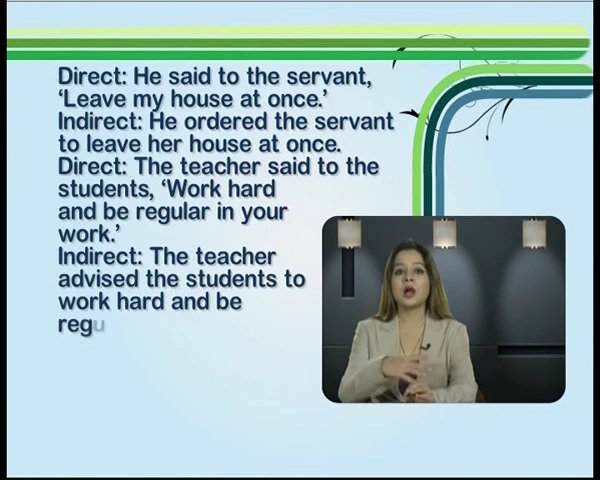 Direct: He said to the servant,
‘Leave my house at once.’
Indirect: He ordered the servant
to leave her house at once.
Direct: The teacher said to the
students, ‘Work hard
and be regular in your
work.’
Indirect: The teacher
advised the students to
work hard and be
regu